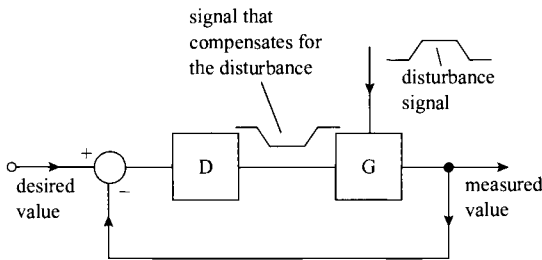 signal that
compensates for
the disturbance
disturbance
signal
+
D
G
−
desired
value
measured
value